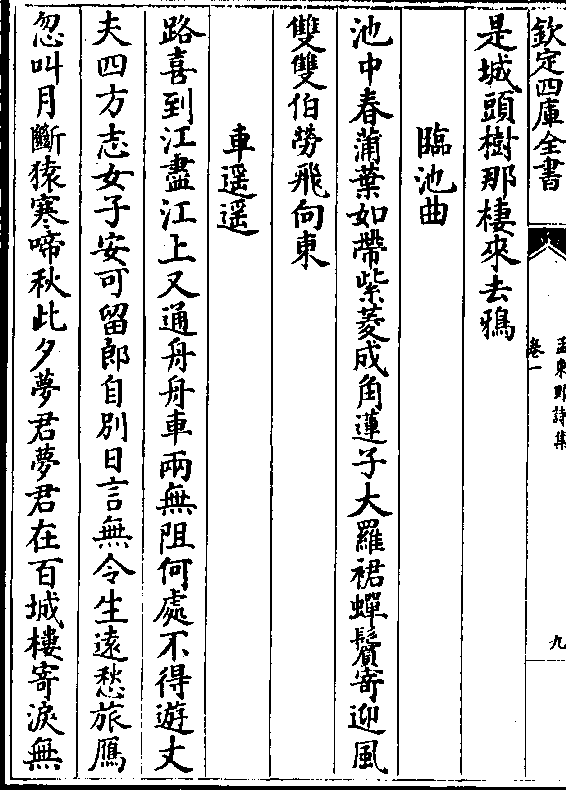 欽定四庫全書
孟東野詩集
卷一
九
是城頭樹那棲來去鴉
臨池曲
池中春蒲葉如帶紫菱成角蓮子大羅裙蟬鬢寄迎風
雙雙伯勞飛向東
車遥遥
路喜到江盡江上又通舟舟車兩無阻何處不得遊丈
夫四方志女子安可留郎自別日言無令生遠愁旅鴈
忽叫月斷猿寒啼秋此夕夢君夢君在百城樓寄淚無